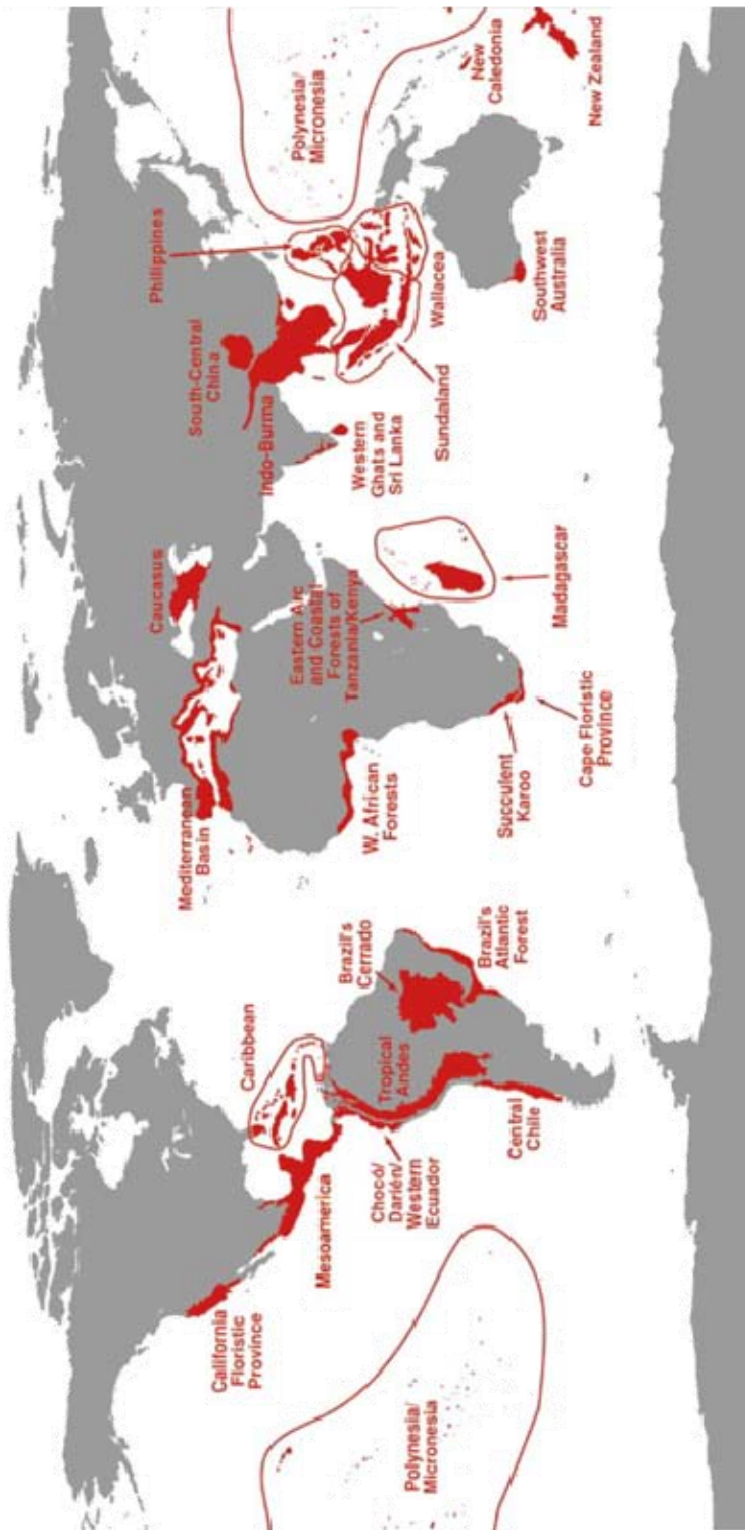 California
Floristic
Province
Mesoamerica
Caribbean
Chocó/
Darién/
Western
Ecuador
Tropical
Andes
Brazil's
Cerrado
Brazil's
Atlantic
Forest
Central
Chile
Polynesia/
Micronesia
Mediterranean
Basin
Caucasus
W. African
Forests
Eastern Arc
and Coastal
Forests of
Tanzania/Kenya
Succulent
Karoo
Cape Floristic
Province
Madagascar
Western
Ghats and
Sri Lanka
Indo-Burma
South-Central
China
Philippines
Sundaland
Wallacea
Southwest
Australia
Polynesia/
Micronesia
New
Caledonia
New Zealand